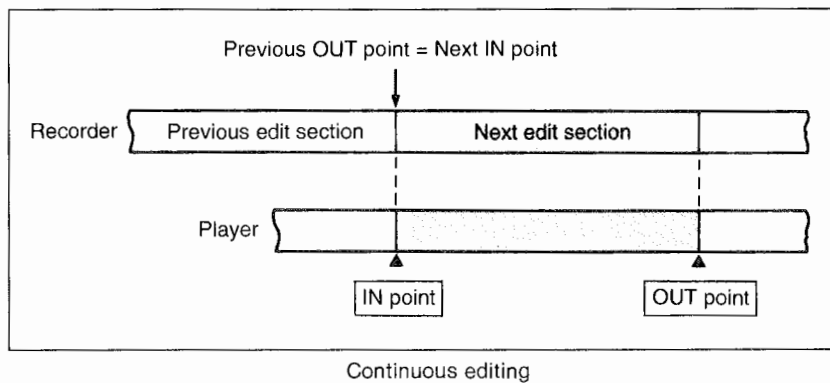 Previous OUT point = Next IN point
Recorder
Previous edit section
Next edit section
Player
IN point
OUT point
Continuous editing